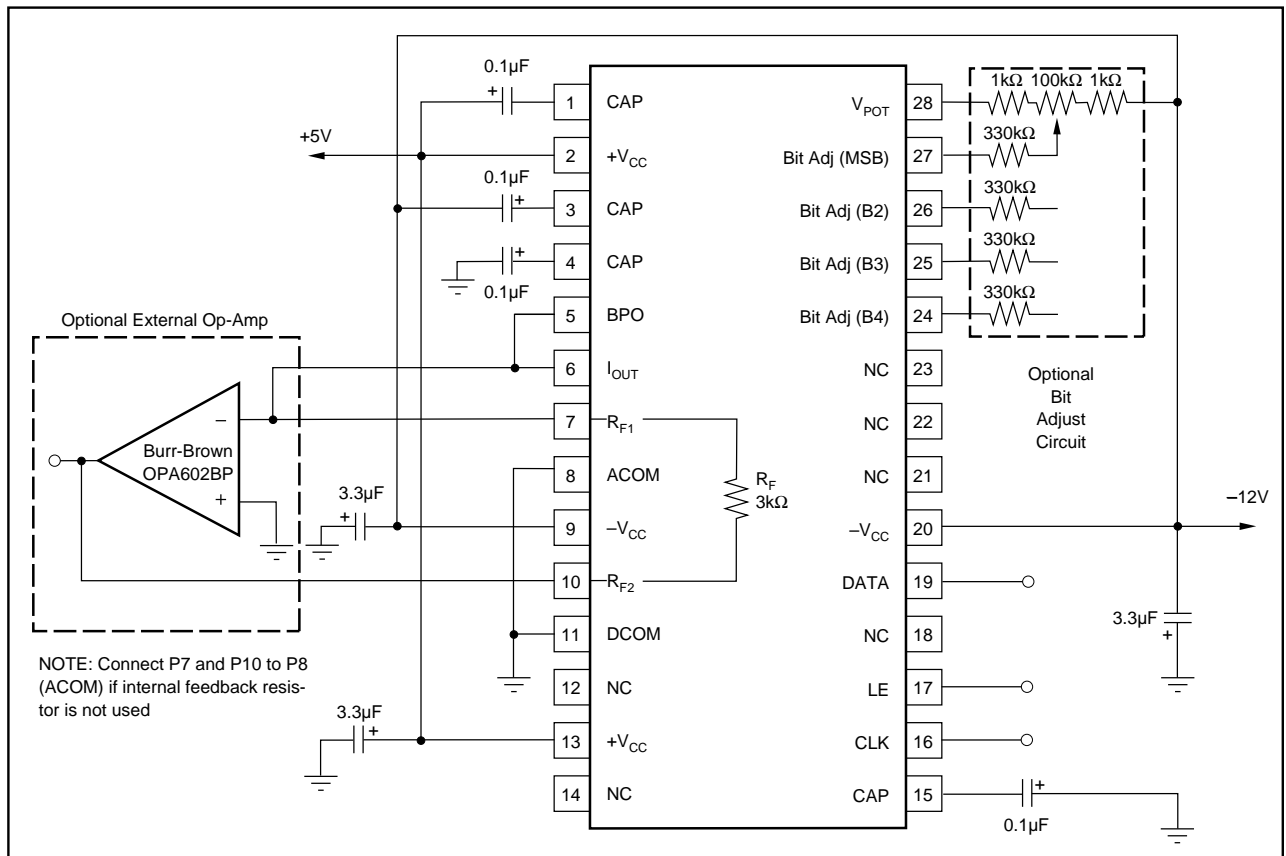 0.1µF
+
1 CAP
+5V
2 +V_CC
0.1µF
+
3 CAP
+
4 CAP
0.1µF
5 BPO
Optional External Op-Amp
6 I_OUT
–
7 R_F1
Burr-Brown
OPA602BP
+
8 ACOM
R_F
3kΩ
3.3µF
+
9 –V_CC
10 R_F2
11 DCOM
NOTE: Connect P7 and P10 to P8
(ACOM) if internal feedback resis-
tor is not used
12 NC
3.3µF
+
13 +V_CC
14 NC
1kΩ 100kΩ 1kΩ
V_POT 28
330kΩ
Bit Adj (MSB) 27
330kΩ
Bit Adj (B2) 26
330kΩ
Bit Adj (B3) 25
330kΩ
Bit Adj (B4) 24
NC 23
Optional
Bit
Adjust
Circuit
NC 22
NC 21
–12V
–V_CC 20
DATA 19
3.3µF
+
NC 18
LE 17
CLK 16
CAP 15
+
0.1µF